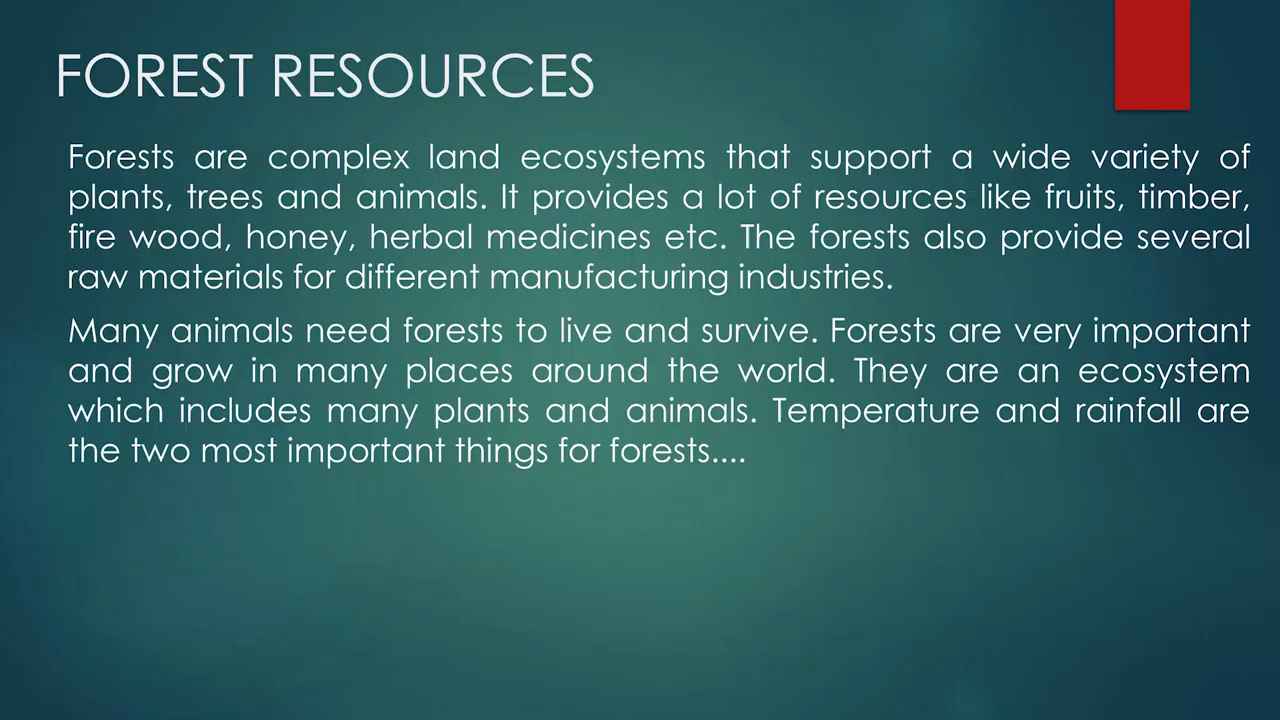 FOREST RESOURCES
Forests are complex land ecosystems that support a wide variety of
plants, trees and animals. It provides a lot of resources like fruits, timber,
fire wood, honey, herbal medicines etc. The forests also provide several
raw materials for different manufacturing industries.
Many animals need forests to live and survive. Forests are very important
and grow in many places around the world. They are an ecosystem
which includes many plants and animals. Temperature and rainfall are
the two most important things for forests....